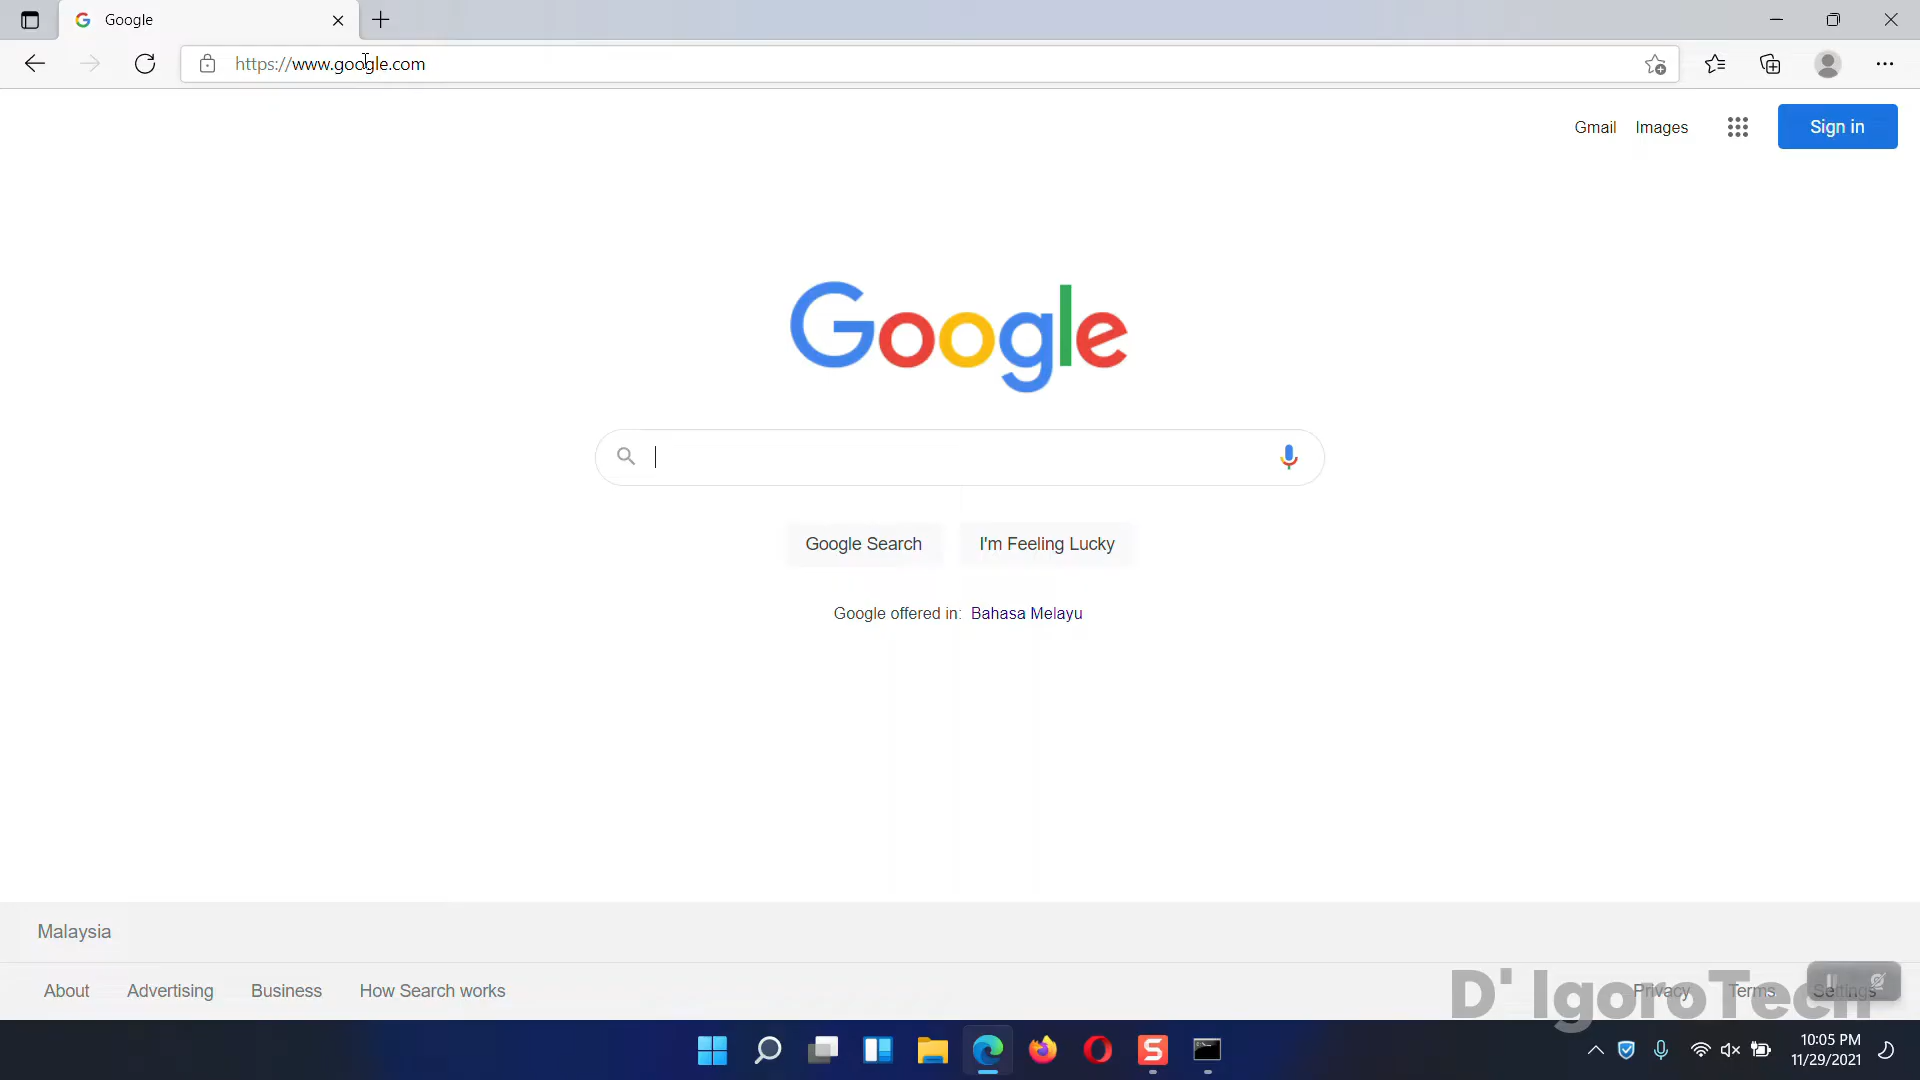 Google
https://www.google.com
Gmail Images Sign in
Google
Google Search I'm Feeling Lucky
Google offered in: Bahasa Melayu
Malaysia
About Advertising Business How Search works Privacy Terms Settings
D' IgoroTech
10:05 PM
11/29/2021